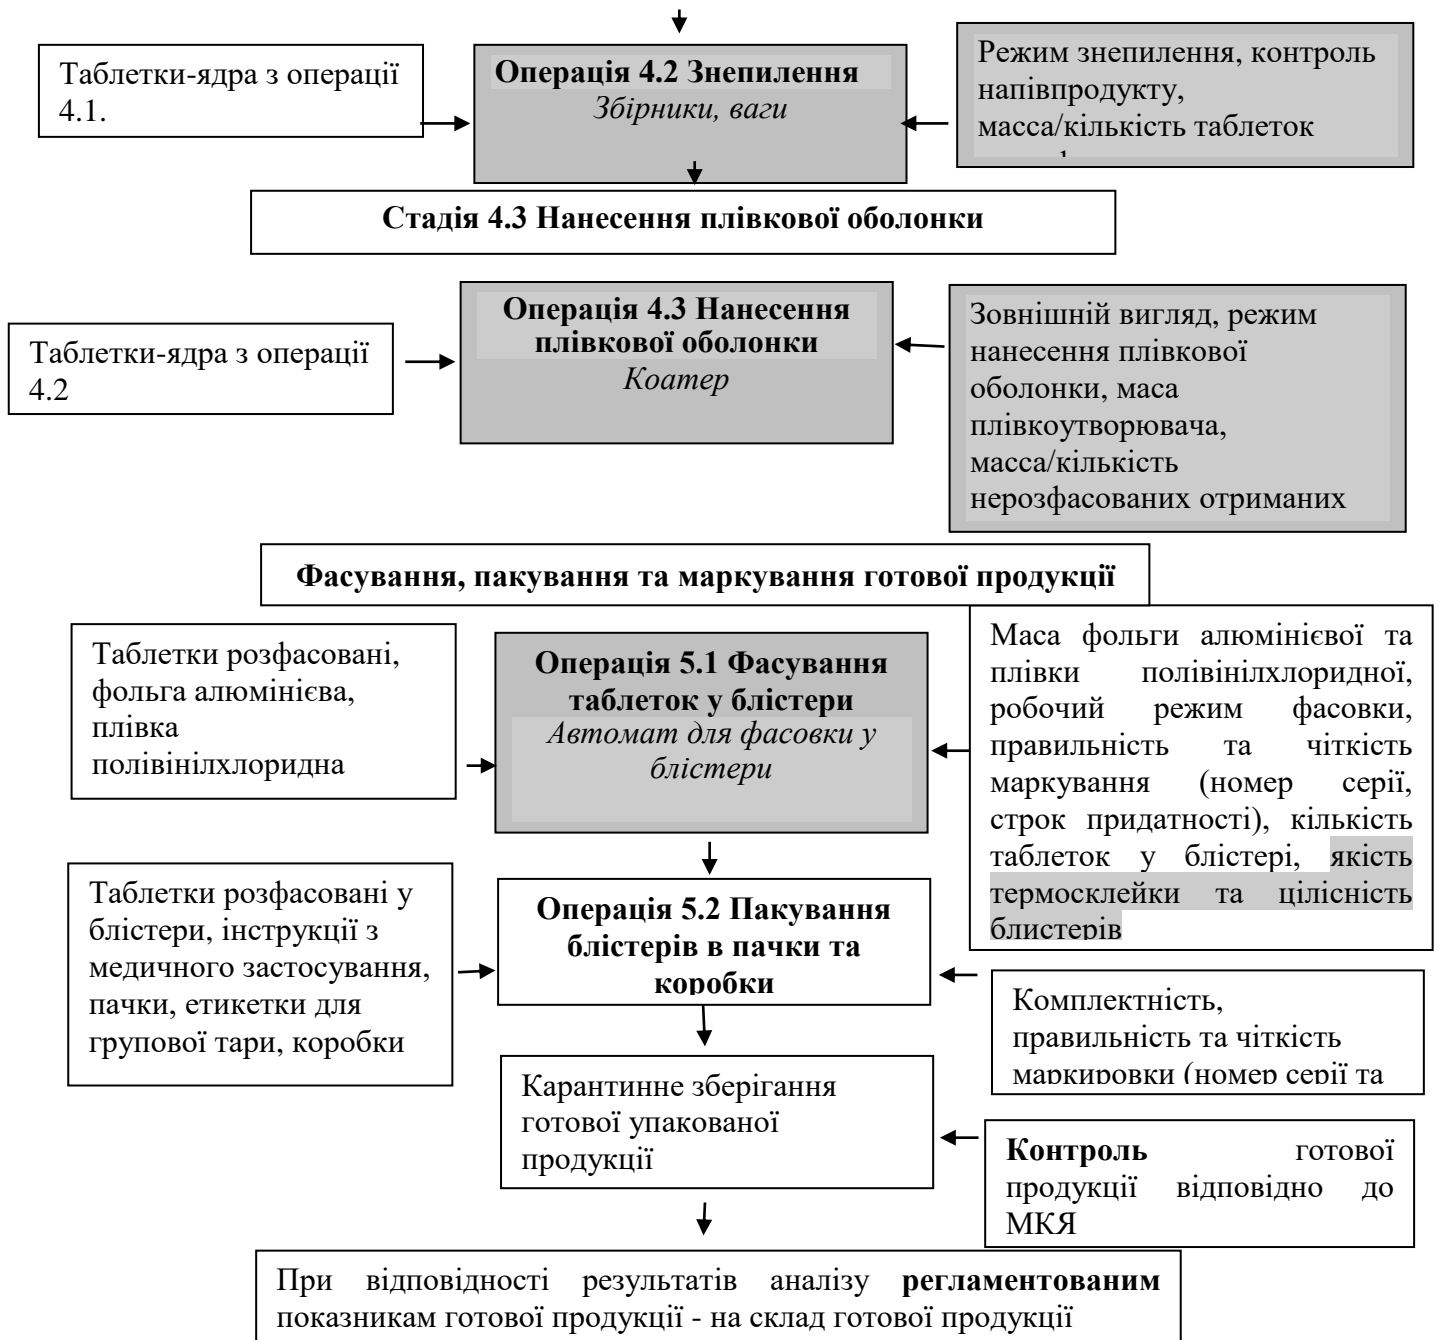 Таблетки-ядра з операції
4.1.
Операція 4.2 Знепилення
Збірники, ваги
Режим знепилення, контроль
напівпродукту,
масса/кількість таблеток
Стадія 4.3 Нанесення плівкової оболонки
Таблетки-ядра з операції
4.2
Операція 4.3 Нанесення
плівкової оболонки
Коатер
Зовнішній вигляд, режим
нанесення плівкової
оболонки, маса
плівкоутворювача,
масса/кількість
нерозфасованих отриманих
Фасування, пакування та маркування готової продукції
Таблетки розфасовані,
фольга алюмінієва,
плівка
полівінілхлоридна
Операція 5.1 Фасування
таблеток у блістери
Автомат для фасовки у
блістери
Маса фольги алюмінієвої та
плівки полівінілхлоридної,
робочий режим фасовки,
правильність та чіткість
маркування (номер серії,
строк придатності), кількість
таблеток у блістері, якість
термосклейки та цілісність
блистерів
Таблетки розфасовані у
блістери, інструкції з
медичного застосування,
пачки, етикетки для
групової тари, коробки
Операція 5.2 Пакування
блістерів в пачки та
коробки
Комплектність,
правильність та чіткість
маркировки (номер серії та
Карантинне зберігання
готової упакованої
продукції
Контроль готової
продукції відповідно до
МКЯ
При відповідності результатів аналізу регламентованим
показникам готової продукції - на склад готової продукції